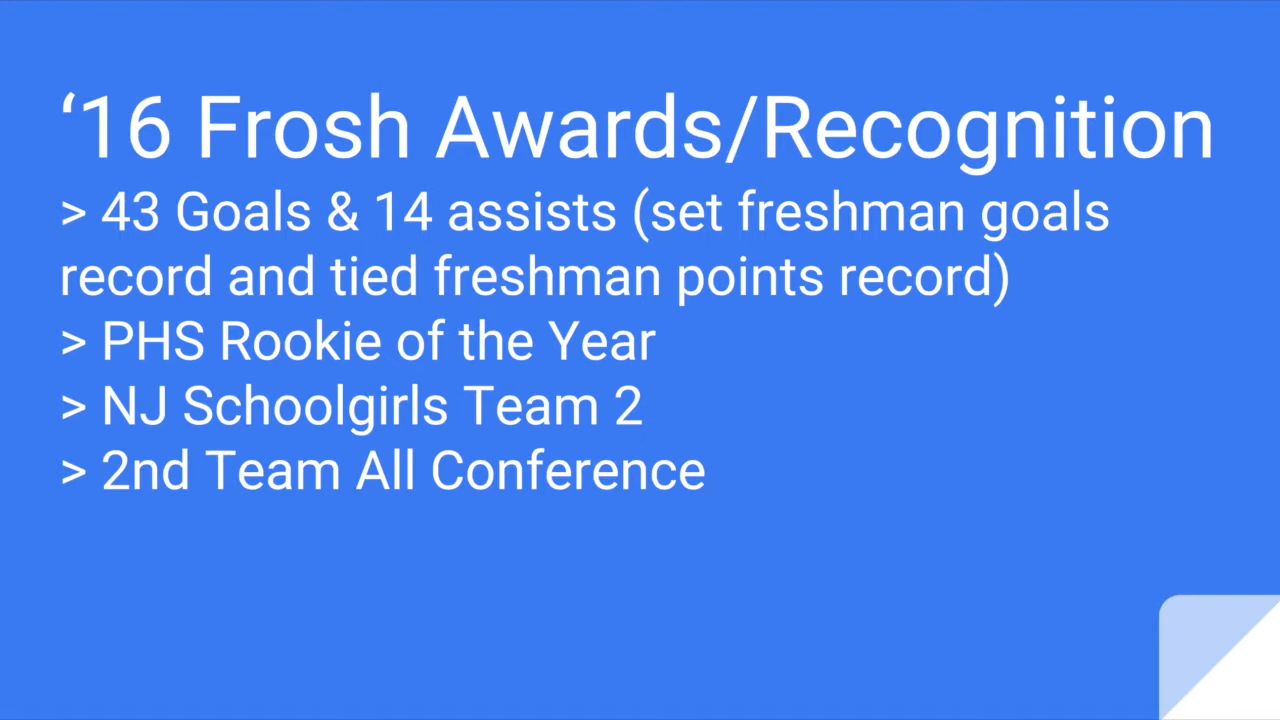 ‘16 Frosh Awards/Recognition
> 43 Goals & 14 assists (set freshman goals
record and tied freshman points record)
> PHS Rookie of the Year
> NJ Schoolgirls Team 2
> 2nd Team All Conference